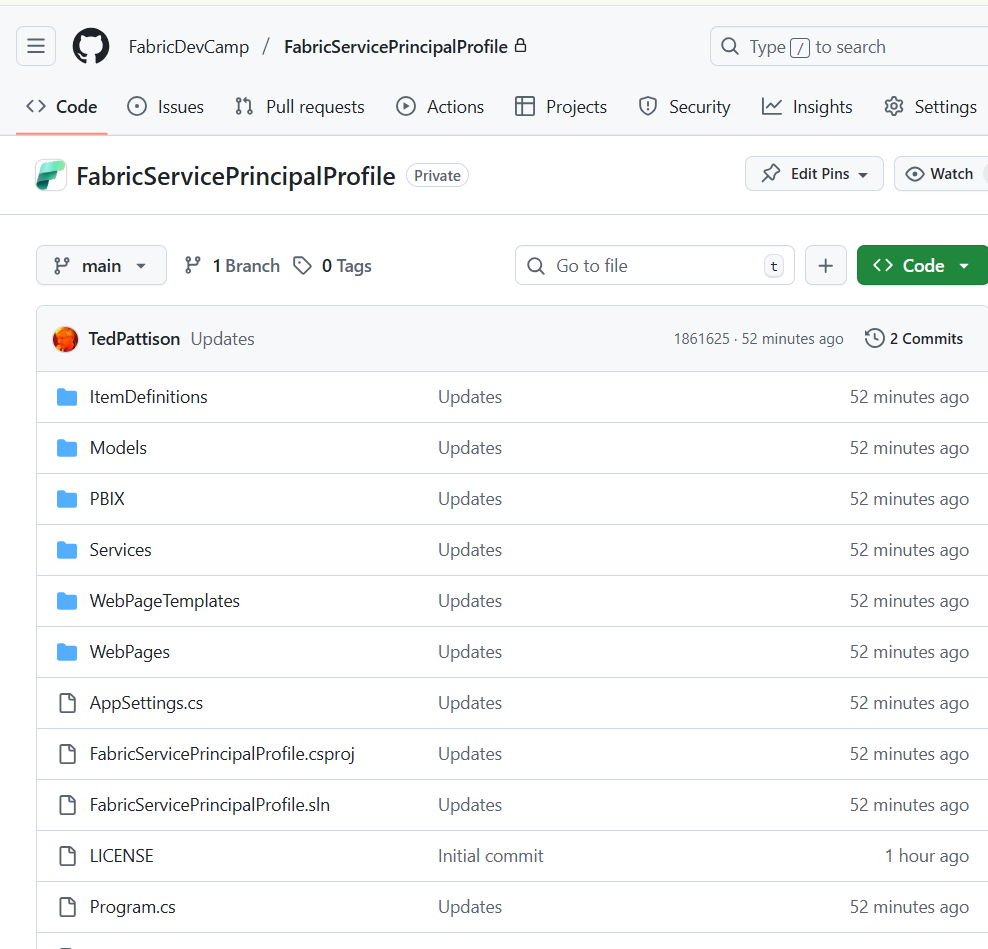 FabricDevCamp / FabricServicePrincipalProfile
Type / to search
Code Issues Pull requests Actions Projects Security Insights Settings
FabricServicePrincipalProfile Private
Edit Pins Watch
main 1 Branch 0 Tags Go to file t + Code
TedPattison Updates 1861625 · 52 minutes ago 2 Commits
ItemDefinitions Updates 52 minutes ago
Models Updates 52 minutes ago
PBIX Updates 52 minutes ago
Services Updates 52 minutes ago
WebPageTemplates Updates 52 minutes ago
WebPages Updates 52 minutes ago
AppSettings.cs Updates 52 minutes ago
FabricServicePrincipalProfile.csproj Updates 52 minutes ago
FabricServicePrincipalProfile.sln Updates 52 minutes ago
LICENSE Initial commit 1 hour ago
Program.cs Updates 52 minutes ago